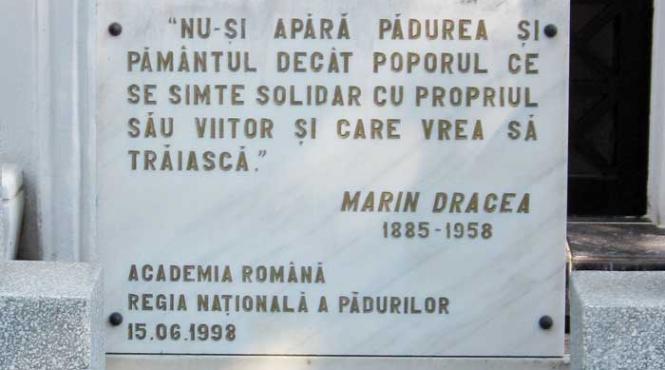 "NU-ȘI APĂRĂ PĂDUREA ȘI
PĂMÂNTUL DECÂT POPORUL CE
SE SIMTE SOLIDAR CU PROPRIUL
SĂU VIITOR ȘI CARE VREA SĂ
TRĂIASCĂ."
MARIN DRACEA
1885-1958
ACADEMIA ROMÂNĂ
REGIA NAȚIONALĂ A PĂDURILOR
15.06.1998